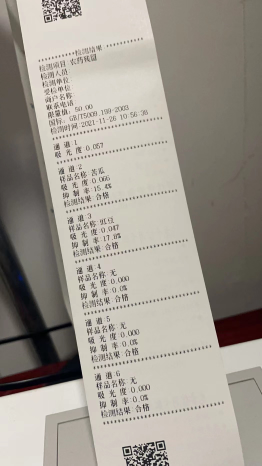 ************检测结果************
检测项目 农药残留
检测人员
检测单位:
受检单位
商户名称
联系电话
限量值: 50.00
国标: GB/T5009.199-2003
检测时间:2021-11-26 10:56:38
通 道:1
吸 光 度:0.057
通 道:2
样品名称 苦瓜
吸 光 度:0.066
抑 制 率:15.4%
检测结果 合格
通 道:3
样品名称 豇豆
吸 光 度:0.047
抑 制 率:17.8%
检测结果 合格
通 道:4
样品名称 无
吸 光 度:0.000
抑 制 率:0.0%
检测结果 合格
通 道:5
样品名称 无
吸 光 度:0.000
抑 制 率:0.0%
检测结果 合格
通 道:6
样品名称 无
吸 光 度:0.000
抑 制 率:0.0%
检测结果 合格